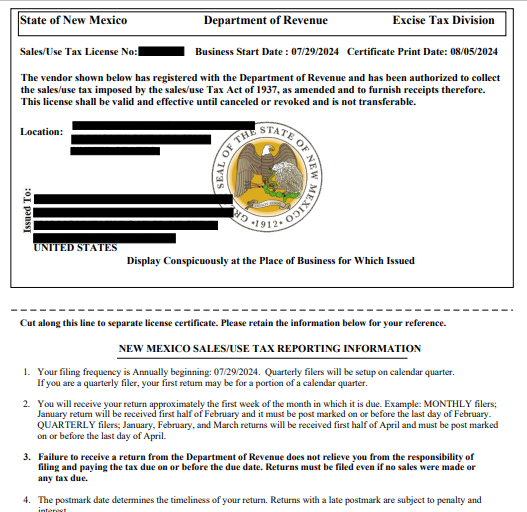 State of New Mexico Department of Revenue Excise Tax Division
Sales/Use Tax License No: Business Start Date : 07/29/2024 Certificate Print Date: 08/05/2024
The vendor shown below has registered with the Department of Revenue and has been authorized to collect
the sales/use tax imposed by the sales/use Tax Act of 1937, as amended and to furnish receipts therefore.
This license shall be valid and effective until canceled or revoked and is not transferable.
Location:
SEAL OF THE STATE OF NEW MEXICO
•1912•
Issued To:
UNITED STATES
Display Conspicuously at the Place of Business for Which Issued
Cut along this line to separate license certificate. Please retain the information below for your reference.
NEW MEXICO SALES/USE TAX REPORTING INFORMATION
1. Your filing frequency is Annually beginning: 07/29/2024. Quarterly filers will be setup on calendar quarter.
If you are a quarterly filer, your first return may be for a portion of a calendar quarter.
2. You will receive your return approximately the first week of the month in which it is due. Example: MONTHLY filers;
January return will be received first half of February and it must be post marked on or before the last day of February.
QUARTERLY filers; January, February, and March returns will be received first half of April and must be post marked
on or before the last day of April.
3. Failure to receive a return from the Department of Revenue does not relieve you from the responsibility of
filing and paying the tax due on or before the due date. Returns must be filed even if no sales were made or
any tax due.
4. The postmark date determines the timeliness of your return. Returns with a late postmark are subject to penalty and
interest